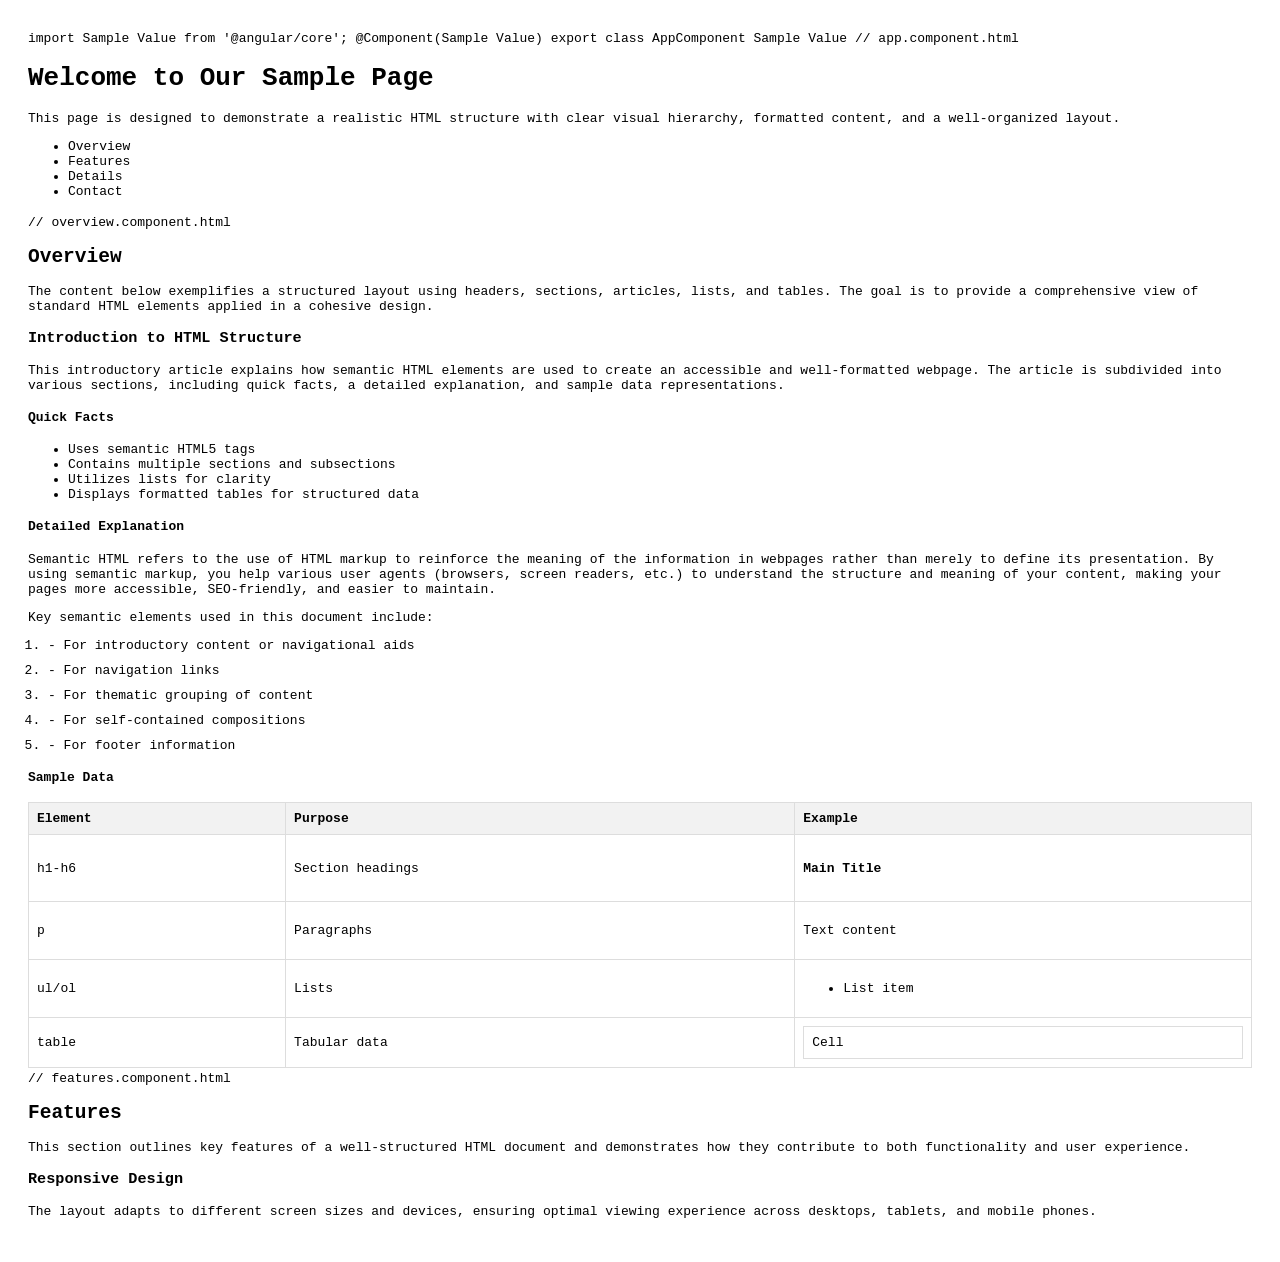 import Sample Value from '@angular/core'; @Component(Sample Value) export class AppComponent Sample Value // app.component.html
Welcome to Our Sample Page
This page is designed to demonstrate a realistic HTML structure with clear visual hierarchy, formatted content, and a well-organized layout.
• Overview
• Features
• Details
• Contact
// overview.component.html
Overview
The content below exemplifies a structured layout using headers, sections, articles, lists, and tables. The goal is to provide a comprehensive view of
standard HTML elements applied in a cohesive design.
Introduction to HTML Structure
This introductory article explains how semantic HTML elements are used to create an accessible and well-formatted webpage. The article is subdivided into
various sections, including quick facts, a detailed explanation, and sample data representations.
Quick Facts
• Uses semantic HTML5 tags
• Contains multiple sections and subsections
• Utilizes lists for clarity
• Displays formatted tables for structured data
Detailed Explanation
Semantic HTML refers to the use of HTML markup to reinforce the meaning of the information in webpages rather than merely to define its presentation. By
using semantic markup, you help various user agents (browsers, screen readers, etc.) to understand the structure and meaning of your content, making your
pages more accessible, SEO-friendly, and easier to maintain.
Key semantic elements used in this document include:
1. - For introductory content or navigational aids
2. - For navigation links
3. - For thematic grouping of content
4. - For self-contained compositions
5. - For footer information
Sample Data
Element Purpose Example
h1-h6 Section headings Main Title
p Paragraphs Text content
ul/ol Lists • List item
table Tabular data Cell
// features.component.html
Features
This section outlines key features of a well-structured HTML document and demonstrates how they contribute to both functionality and user experience.
Responsive Design
The layout adapts to different screen sizes and devices, ensuring optimal viewing experience across desktops, tablets, and mobile phones.